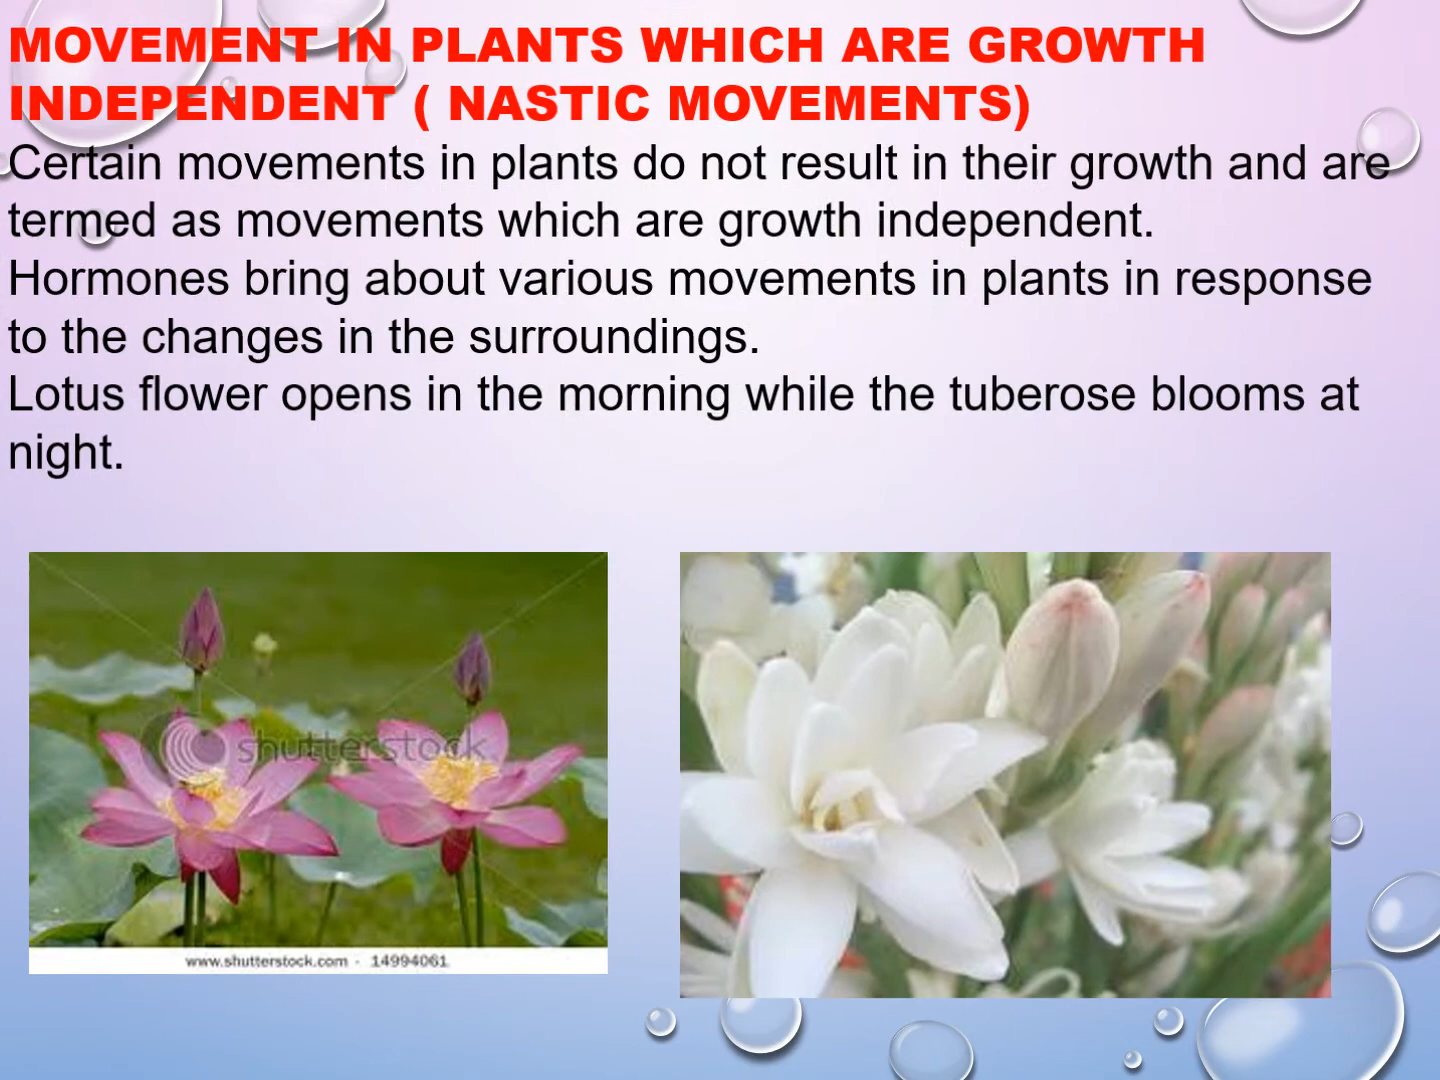 MOVEMENT IN PLANTS WHICH ARE GROWTH
INDEPENDENT ( NASTIC MOVEMENTS)
Certain movements in plants do not result in their growth and are
termed as movements which are growth independent.
Hormones bring about various movements in plants in response
to the changes in the surroundings.
Lotus flower opens in the morning while the tuberose blooms at
night.
shutterstock
www.shutterstock.com · 14994061